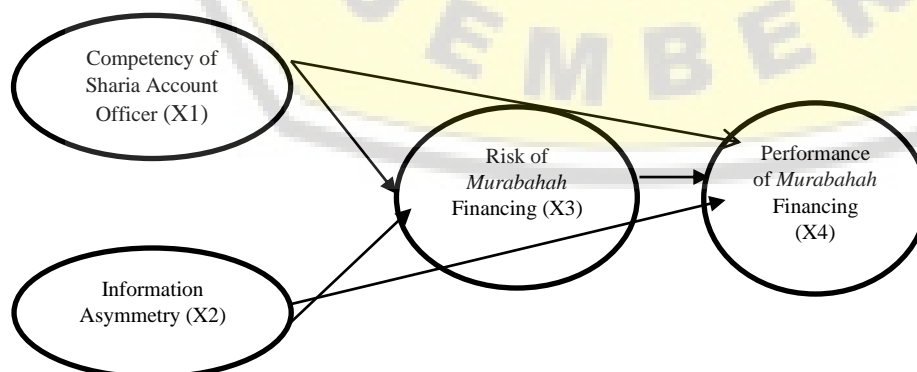 EMBER
Competency of
Sharia Account
Officer (X1)
Risk of
Murabahah
Financing (X3)
Performance
of Murabahah
Financing
(X4)
Information
Asymmetry (X2)